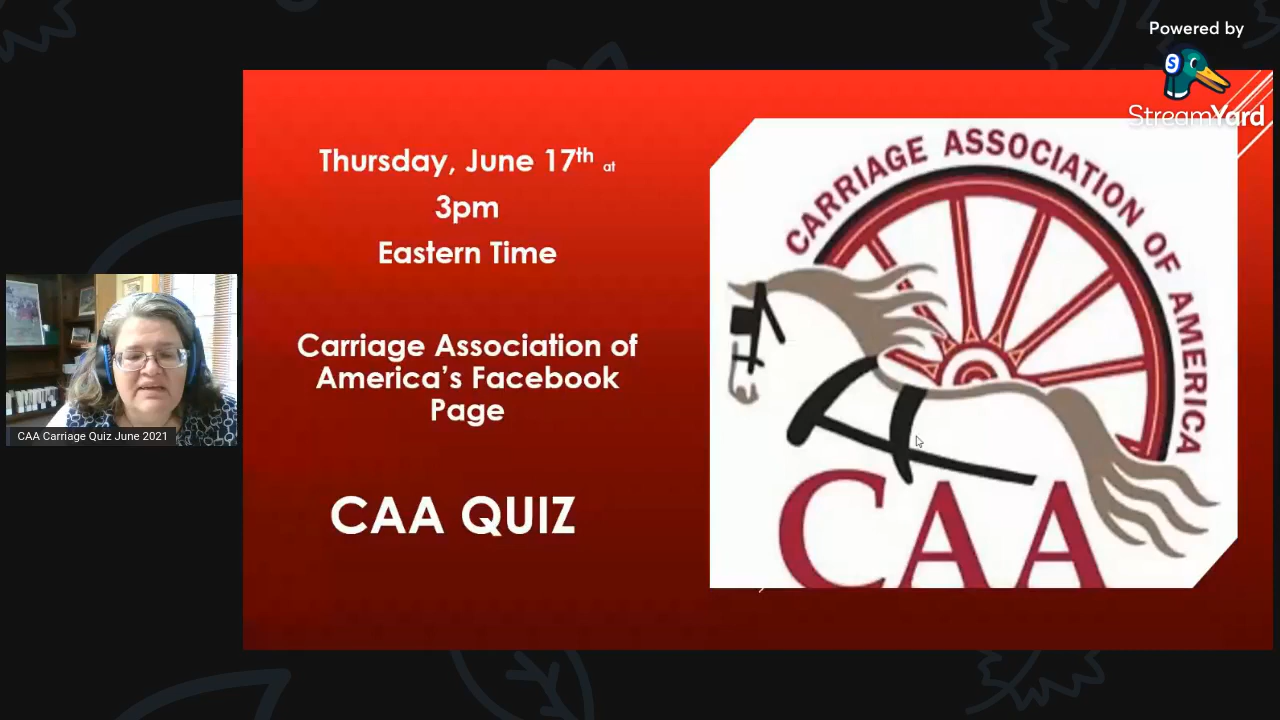 Powered by
StreamYard
Thursday, June 17th at
3pm
Eastern Time
Carriage Association of
America's Facebook
Page
CAA QUIZ
CARRIAGE ASSOCIATION OF AMERICA
CAA
CAA Carriage Quiz June 2021